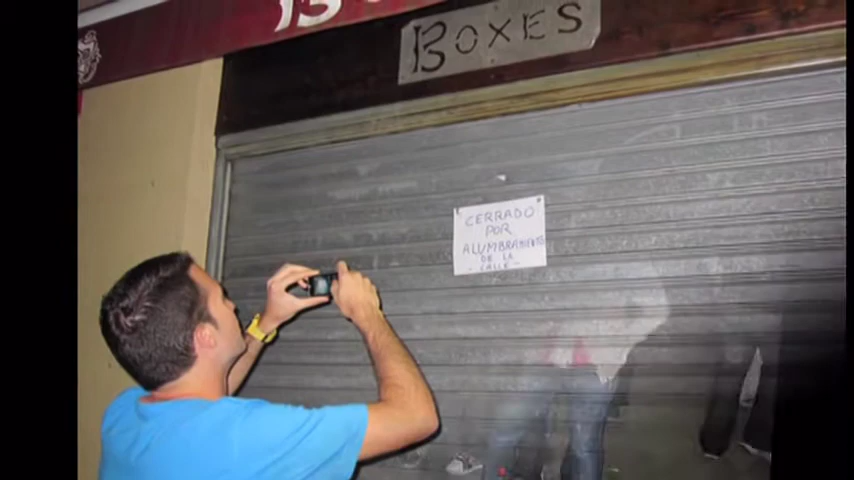 BOXES
CERRADO
POR
ALUMBRAMIENTO
DE LA
- CALLE -